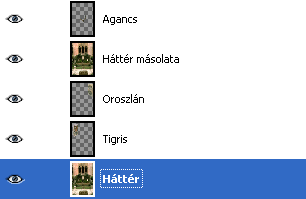 Agancs
Háttér másolata
Oroszlán
Tigris
Háttér